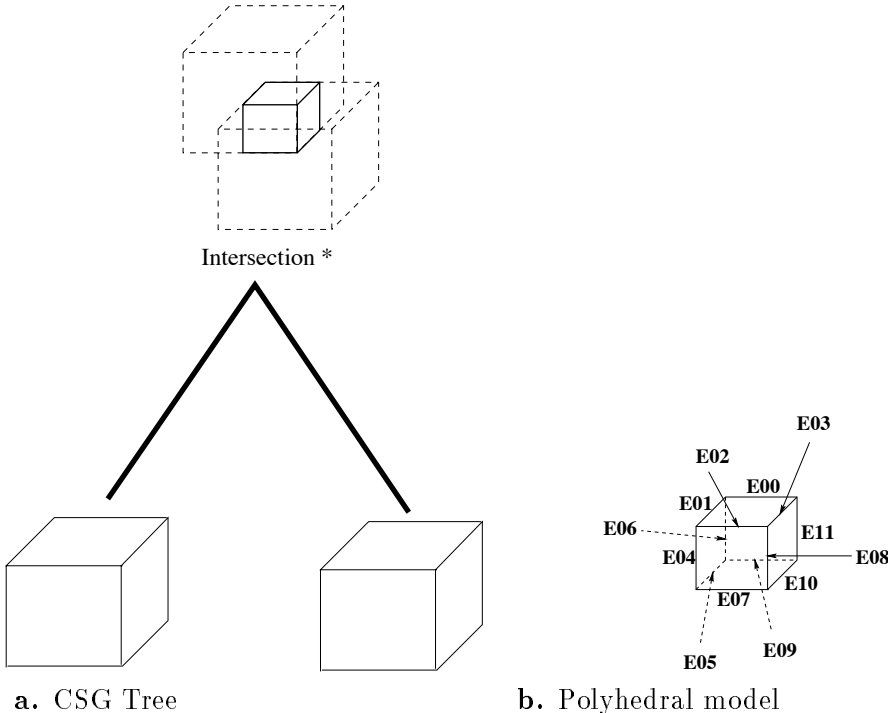 Intersection *
E03
E02
E00
E01
E06
E11
E04
E08
E10
E07
E09
E05
a. CSG Tree
b. Polyhedral model